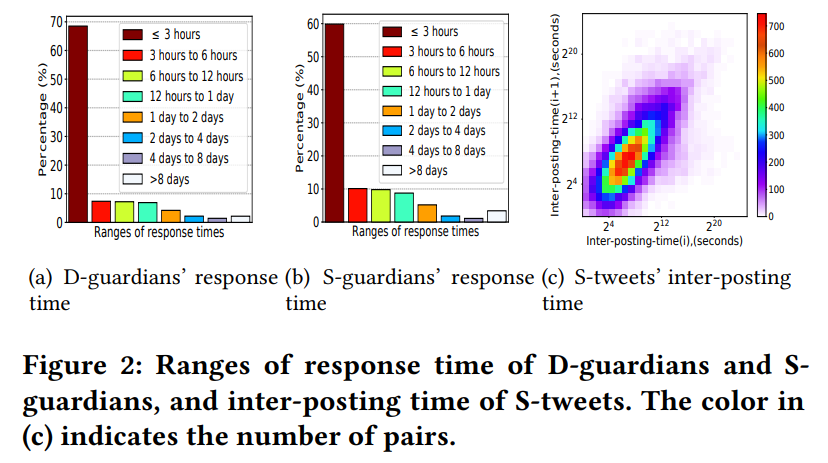 70
60
50
40
30
20
10
0
Percentage (%)
≤ 3 hours
3 hours to 6 hours
6 hours to 12 hours
12 hours to 1 day
1 day to 2 days
2 days to 4 days
4 days to 8 days
>8 days
Ranges of response times
60
50
40
30
20
10
0
Percentage (%)
≤ 3 hours
3 hours to 6 hours
6 hours to 12 hours
12 hours to 1 day
1 day to 2 days
2 days to 4 days
4 days to 8 days
>8 days
Ranges of response times
Inter-posting-time(i+1),(seconds)
2^20
2^12
2^4
2^4 2^12 2^20
Inter-posting-time(i),(seconds)
700
600
500
400
300
200
100
0
(a) D-guardians’ response time
(b) S-guardians’ response time
(c) S-tweets’ inter-posting time
Figure 2: Ranges of response time of D-guardians and S-
guardians, and inter-posting time of S-tweets. The color in
(c) indicates the number of pairs.